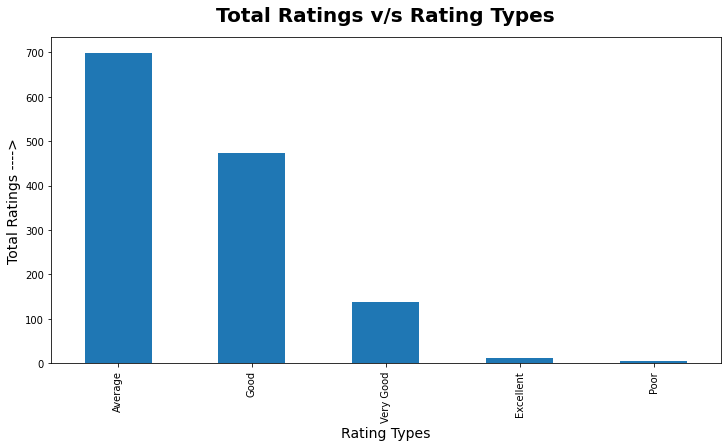 Total Ratings v/s Rating Types
Total Ratings ---->
700
600
500
400
300
200
100
0
Average
Good
Very Good
Excellent
Poor
Rating Types